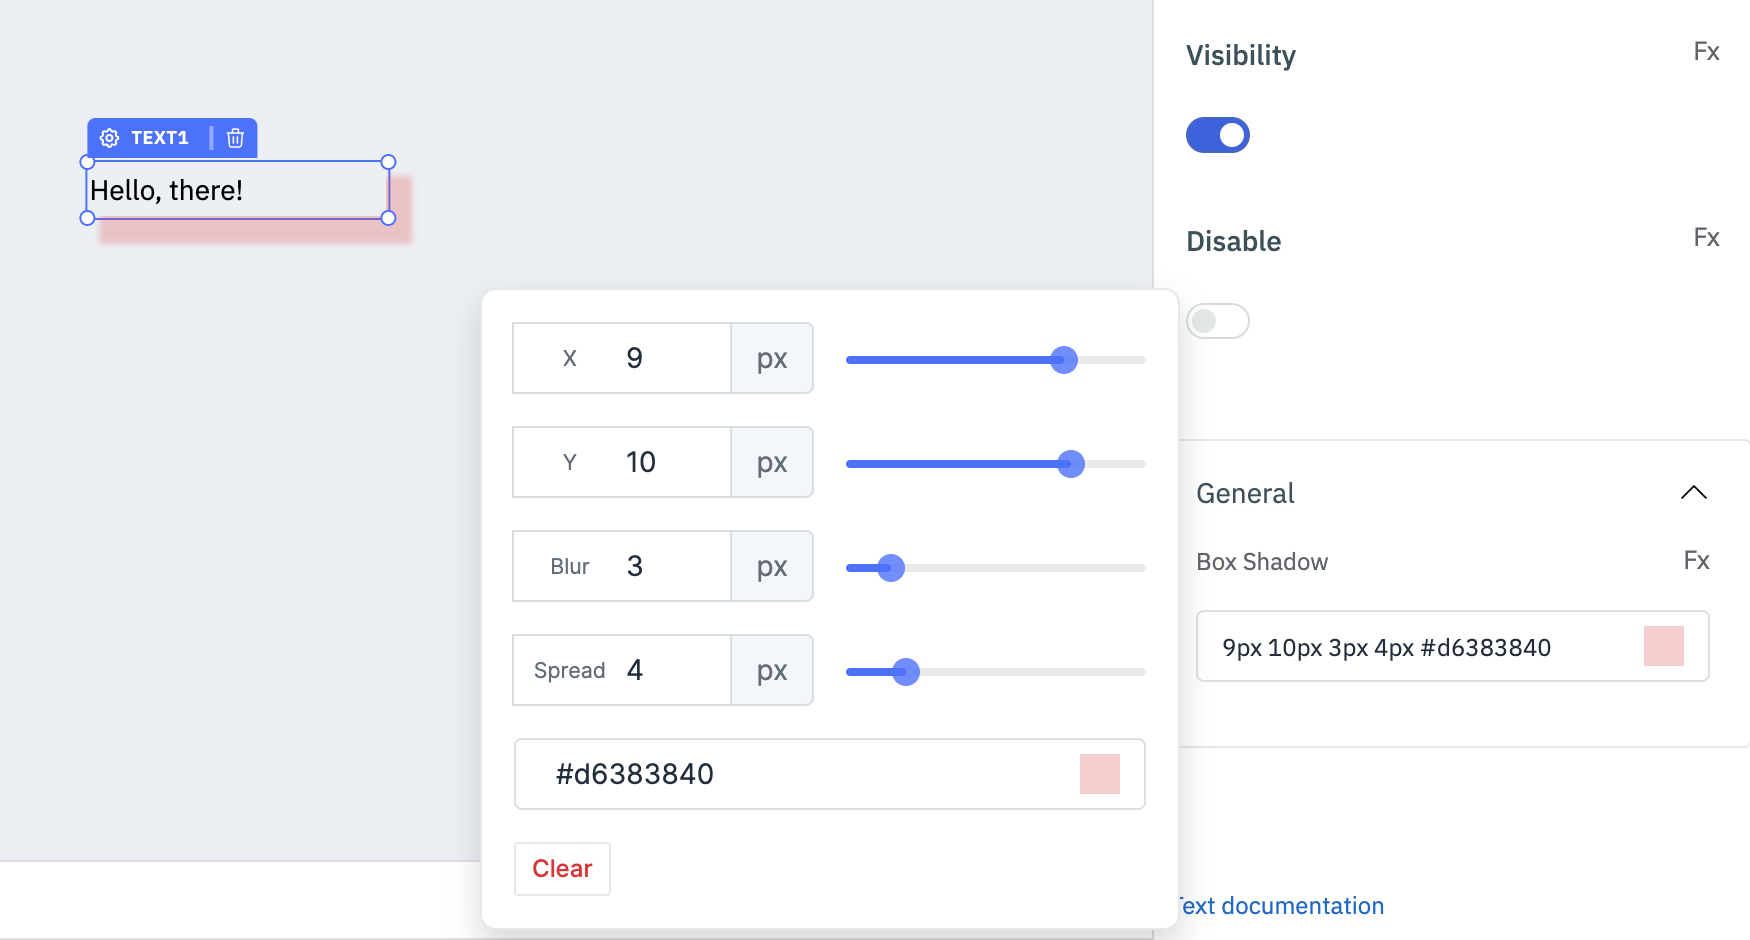 TEXT1
Hello, there!
X 9 px
Y 10 px
Blur 3 px
Spread 4 px
#d6383840
Clear
Visibility Fx
Disable Fx
General
Box Shadow Fx
9px 10px 3px 4px #d6383840
Text documentation